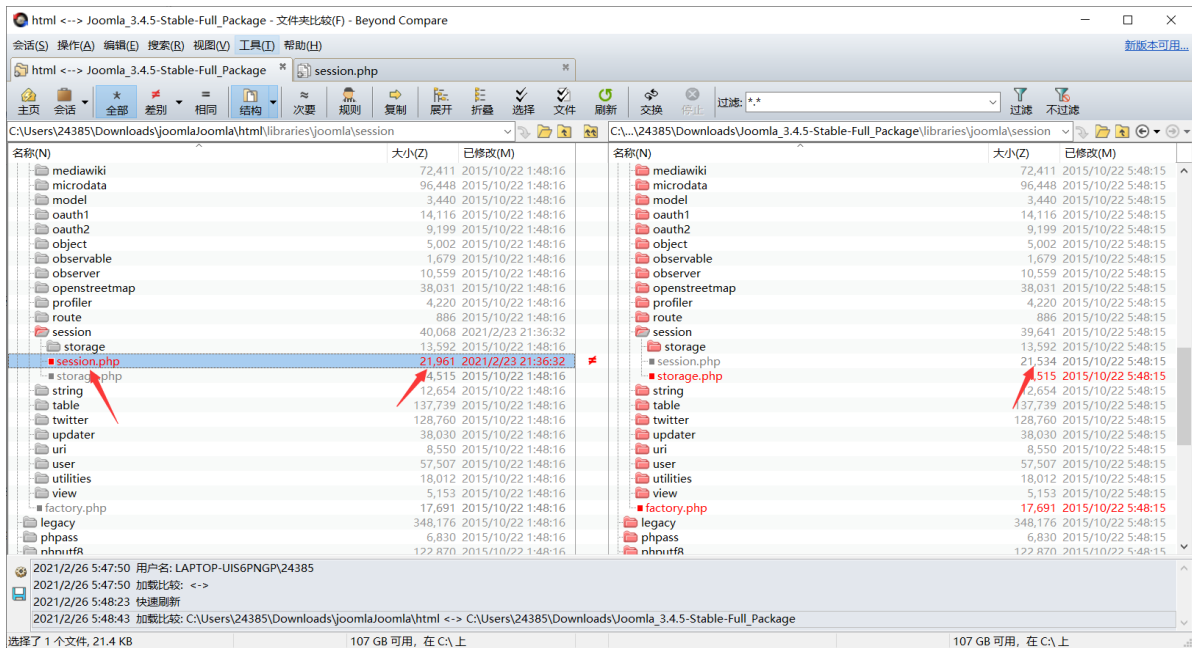 html <--> Joomla_3.4.5-Stable-Full_Package - 文件夹比较(F) - Beyond Compare
会话(S) 操作(A) 编辑(E) 搜索(R) 视图(V) 工具(T) 帮助(H) 新版本可用...
html <--> Joomla_3.4.5-Stable-Full_Package session.php
主页 会话 全部 差别 相同 结构 次要 规则 复制 展开 折叠 选择 文件 刷新 交换 停止 过滤: *.* 过滤 不过滤
C:\Users\24385\Downloads\joomlaJoomla\html\libraries\joomla\session C:\...\24385\Downloads\Joomla_3.4.5-Stable-Full_Package\libraries\joomla\session
名称(N) 大小(Z) 已修改(M) 名称(N) 大小(Z) 已修改(M)
mediawiki 72,411 2015/10/22 1:48:16 mediawiki 72,411 2015/10/22 5:48:15
microdata 96,448 2015/10/22 1:48:16 microdata 96,448 2015/10/22 5:48:15
model 3,440 2015/10/22 1:48:16 model 3,440 2015/10/22 5:48:15
oauth1 14,116 2015/10/22 1:48:16 oauth1 14,116 2015/10/22 5:48:15
oauth2 9,199 2015/10/22 1:48:16 oauth2 9,199 2015/10/22 5:48:15
object 5,002 2015/10/22 1:48:16 object 5,002 2015/10/22 5:48:15
observable 1,679 2015/10/22 1:48:16 observable 1,679 2015/10/22 5:48:15
observer 10,559 2015/10/22 1:48:16 observer 10,559 2015/10/22 5:48:15
openstreetmap 38,031 2015/10/22 1:48:16 openstreetmap 38,031 2015/10/22 5:48:15
profiler 4,220 2015/10/22 1:48:16 profiler 4,220 2015/10/22 5:48:15
route 886 2015/10/22 1:48:16 route 886 2015/10/22 5:48:15
session 40,068 2021/2/23 21:36:32 session 39,641 2015/10/22 5:48:15
storage 13,592 2015/10/22 1:48:16 storage 13,592 2015/10/22 5:48:15
session.php 21,961 2021/2/23 21:36:32 ≠ session.php 21,534 2015/10/22 5:48:15
storage.php 4,515 2015/10/22 1:48:16 storage.php 4,515 2015/10/22 5:48:15
string 12,654 2015/10/22 1:48:16 string 12,654 2015/10/22 5:48:15
table 137,739 2015/10/22 1:48:16 table 137,739 2015/10/22 5:48:15
twitter 128,760 2015/10/22 1:48:16 twitter 128,760 2015/10/22 5:48:15
updater 38,030 2015/10/22 1:48:16 updater 38,030 2015/10/22 5:48:15
uri 8,550 2015/10/22 1:48:16 uri 8,550 2015/10/22 5:48:15
user 57,507 2015/10/22 1:48:16 user 57,507 2015/10/22 5:48:15
utilities 18,012 2015/10/22 1:48:16 utilities 18,012 2015/10/22 5:48:15
view 5,153 2015/10/22 1:48:16 view 5,153 2015/10/22 5:48:15
factory.php 17,691 2015/10/22 1:48:16 factory.php 17,691 2015/10/22 5:48:15
legacy 348,176 2015/10/22 1:48:16 legacy 348,176 2015/10/22 5:48:15
phpass 6,830 2015/10/22 1:48:16 phpass 6,830 2015/10/22 5:48:15
phputf8 122,870 2015/10/22 1:48:16 phputf8 122,870 2015/10/22 5:48:15
2021/2/26 5:47:50 用户名: LAPTOP-UIS6PNGP\24385
2021/2/26 5:47:50 加载比较: <->
2021/2/26 5:48:23 快速刷新
2021/2/26 5:48:43 加载比较: C:\Users\24385\Downloads\joomlaJoomla\html <-> C:\Users\24385\Downloads\Joomla_3.4.5-Stable-Full_Package
选择了 1 个文件, 21.4 KB 107 GB 可用，在 C:\ 上 107 GB 可用，在 C:\ 上